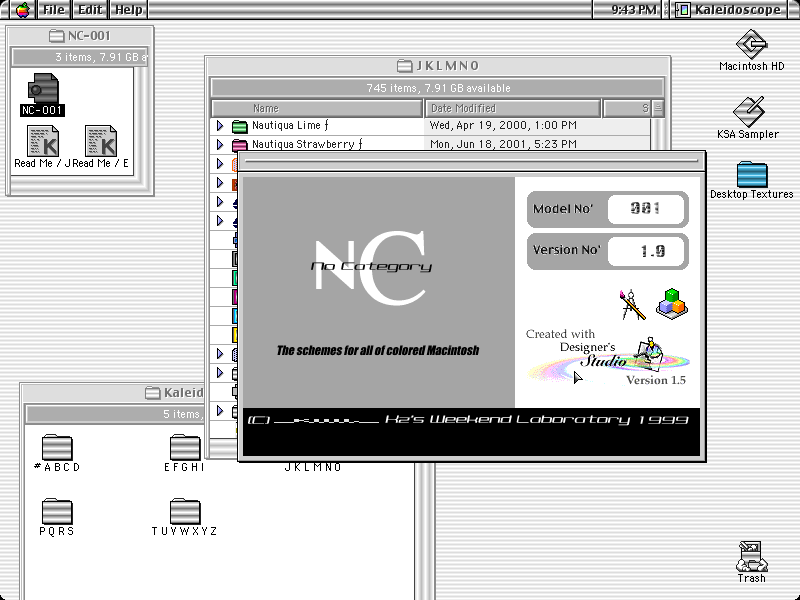 File Edit Help
9:43 PM Kaleidoscope
NC-001
3 items, 7.91 GB a
NC-001
Read Me / J
Read Me / E
JKLMNO
745 items, 7.91 GB available
Name Date Modified S
Nautiqua Lime ƒ Wed, Apr 19, 2000, 1:00 PM
Nautiqua Strawberry ƒ Mon, Jun 18, 2001, 5:23 PM
Macintosh HD
KSA Sampler
Desktop Textures
NC
No Category
The schemes for all of colored Macintosh
Model No' 001
Version No' 1.0
Created with
Designer's
Studio
Version 1.5
(C) Hz's Weekend Laboratory 1999
Kaleid
5 items,
#ABCD
EFGHI
JKLMNO
PQRS
TUYWXYZ
Trash